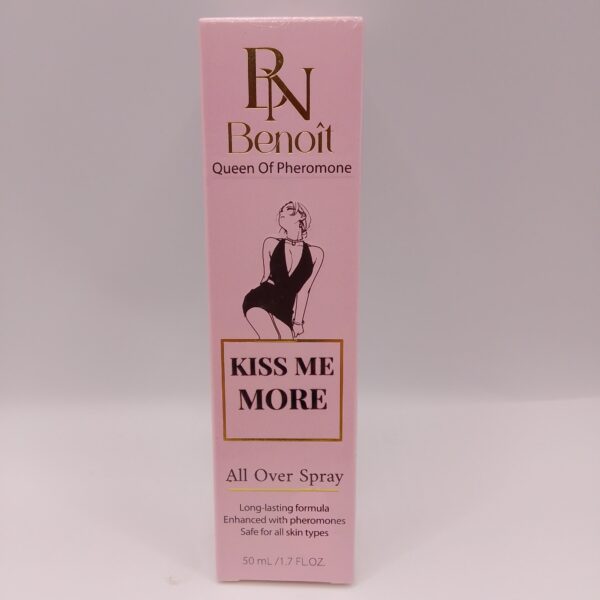 BN
Benoît
Queen Of Pheromone
KISS ME
MORE
All Over Spray
Long-lasting formula
Enhanced with pheromones
Safe for all skin types
50 mL /1.7 FL.OZ.